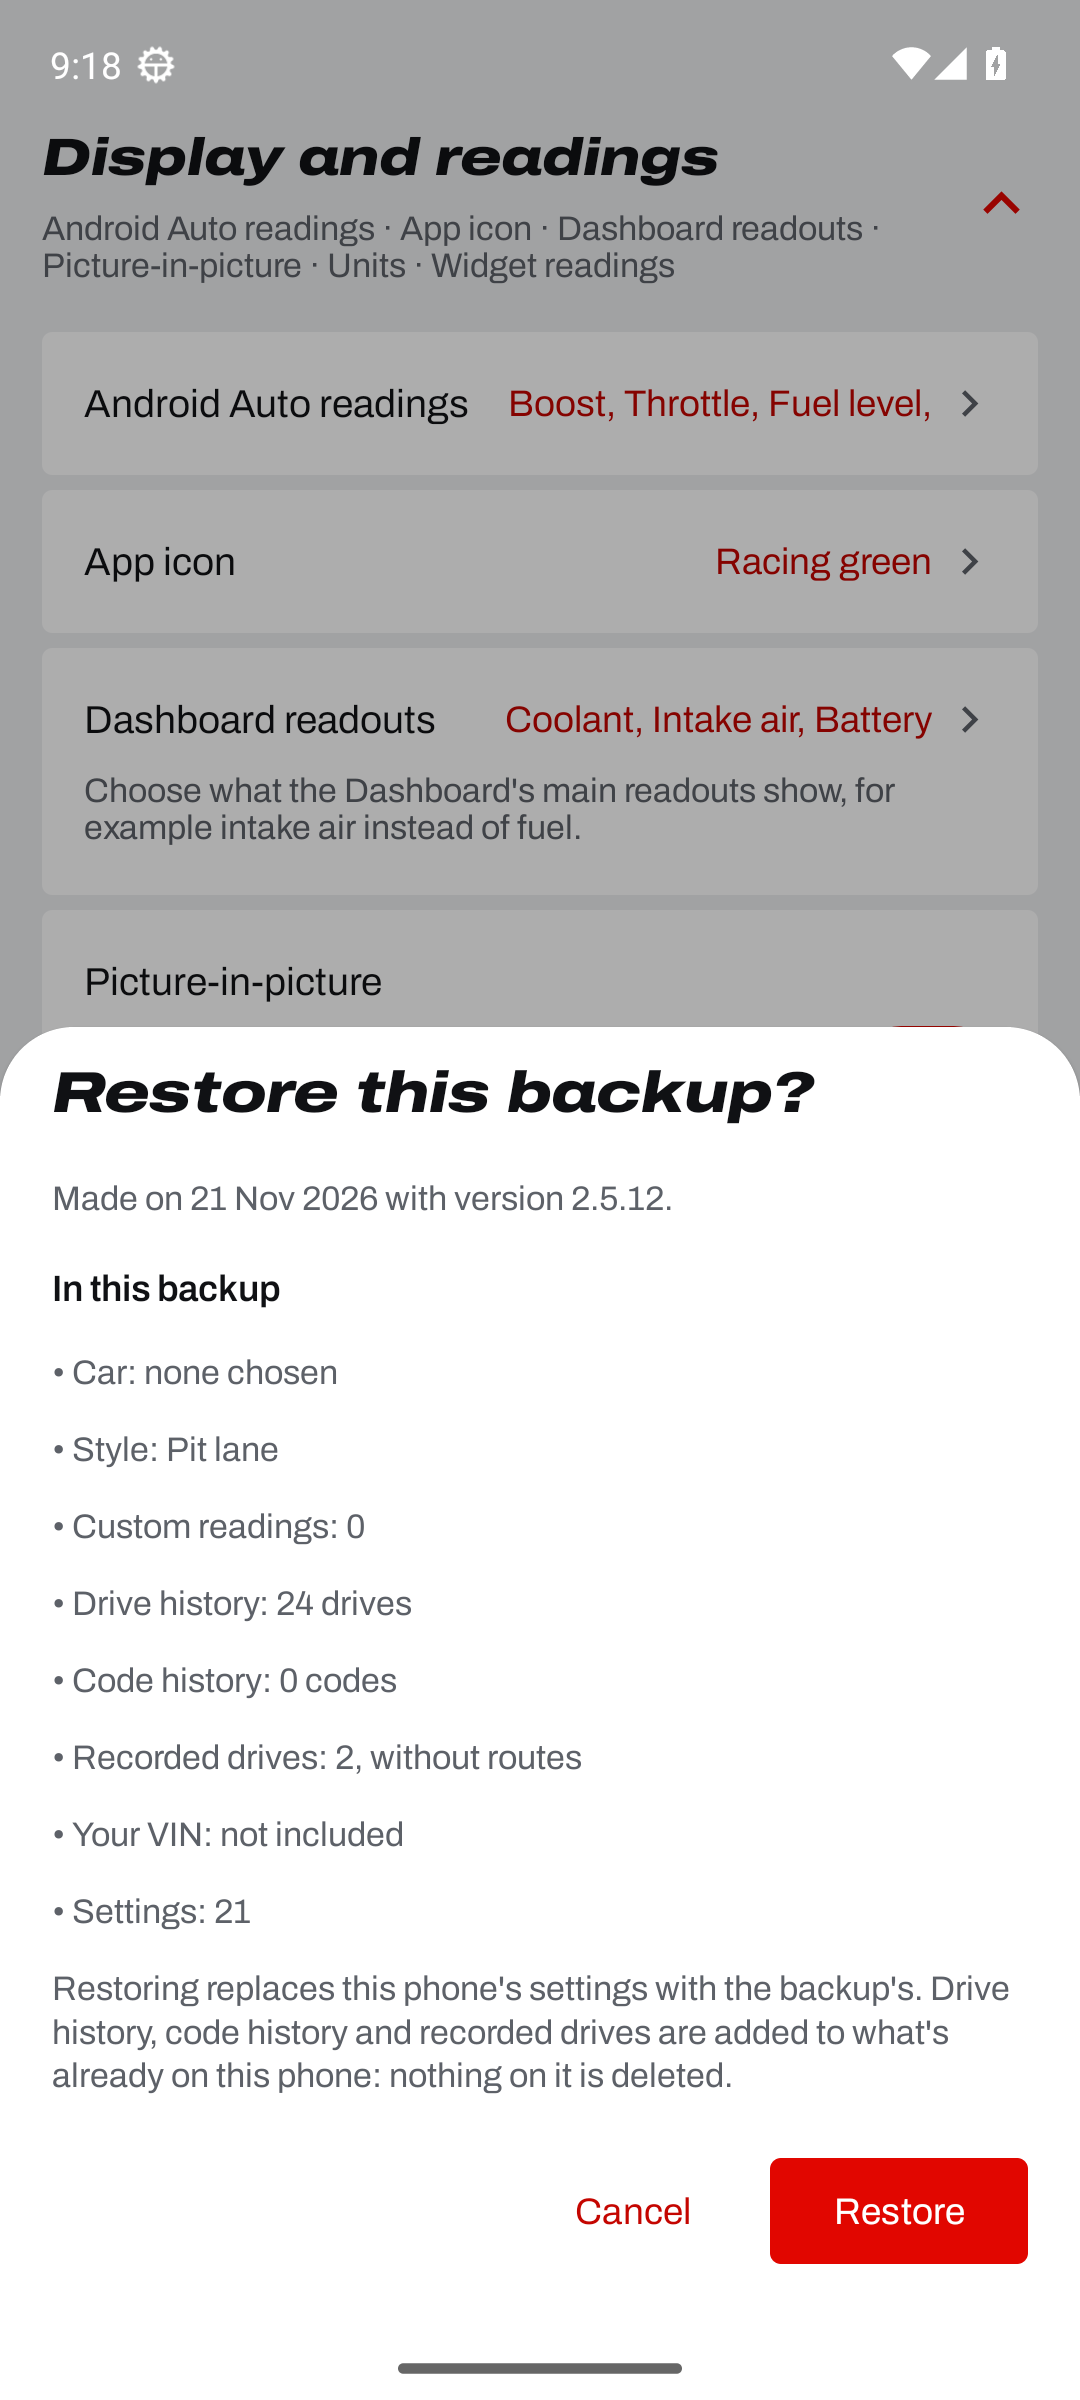 9:18
Display and readings
Android Auto readings · App icon · Dashboard readouts ·
Picture-in-picture · Units · Widget readings
Android Auto readings Boost, Throttle, Fuel level,
App icon Racing green
Dashboard readouts Coolant, Intake air, Battery
Choose what the Dashboard's main readouts show, for
example intake air instead of fuel.
Picture-in-picture
Restore this backup?
Made on 21 Nov 2026 with version 2.5.12.
In this backup
• Car: none chosen
• Style: Pit lane
• Custom readings: 0
• Drive history: 24 drives
• Code history: 0 codes
• Recorded drives: 2, without routes
• Your VIN: not included
• Settings: 21
Restoring replaces this phone's settings with the backup's. Drive
history, code history and recorded drives are added to what's
already on this phone: nothing on it is deleted.
Cancel Restore